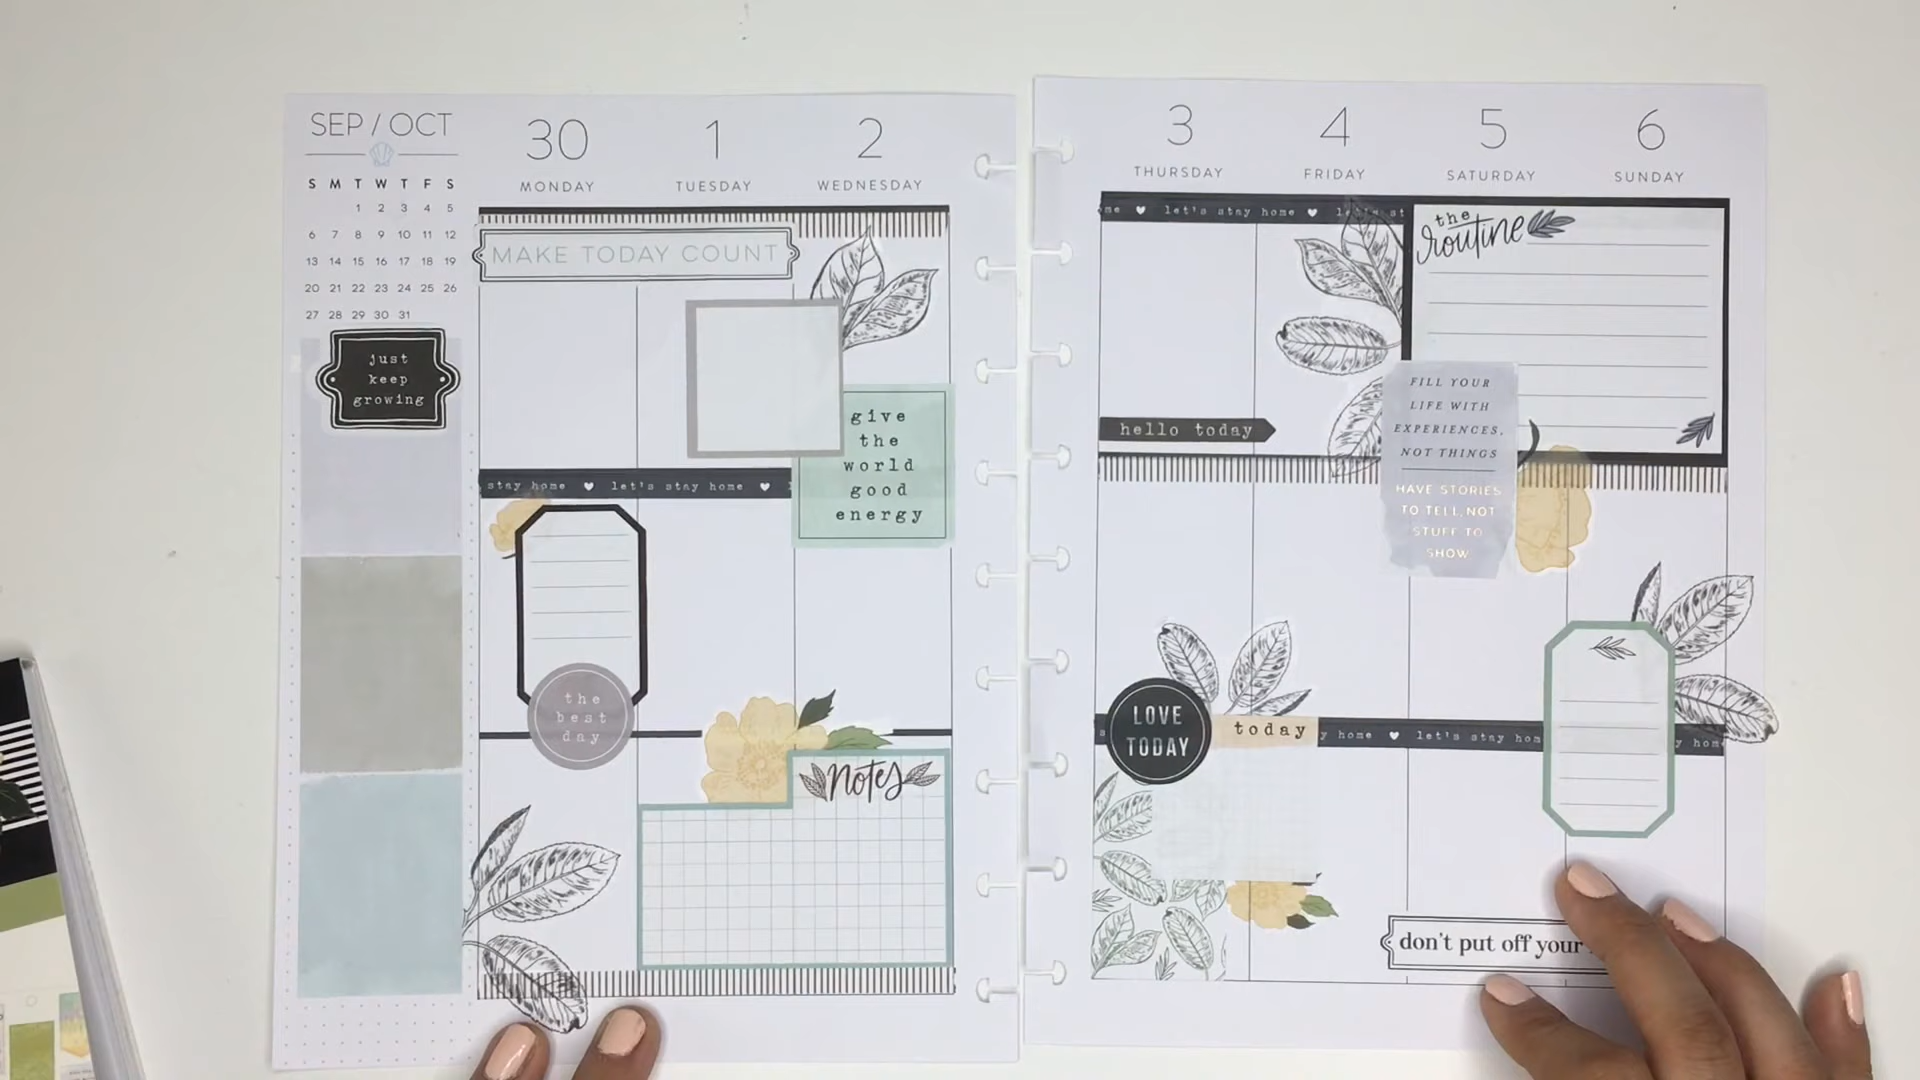 SEP / OCT
S M T W T F S
1 2 3 4 5
6 7 8 9 10 11 12
13 14 15 16 17 18 19
20 21 22 23 24 25 26
27 28 29 30 31
just
keep
growing
30
MONDAY
1
TUESDAY
2
WEDNESDAY
MAKE TODAY COUNT
give
the
world
good
energy
stay home ♥ let's stay home ♥
the
best
day
Notes
3
THURSDAY
4
FRIDAY
5
SATURDAY
6
SUNDAY
me ♥ let's stay home ♥ let's st
the
routine
hello today
FILL YOUR
LIFE WITH
EXPERIENCES,
NOT THINGS
HAVE STORIES
TO TELL, NOT
STUFF TO
SHOW
LOVE
TODAY
today
y home ♥ let's stay hom
y hom
don't put off your